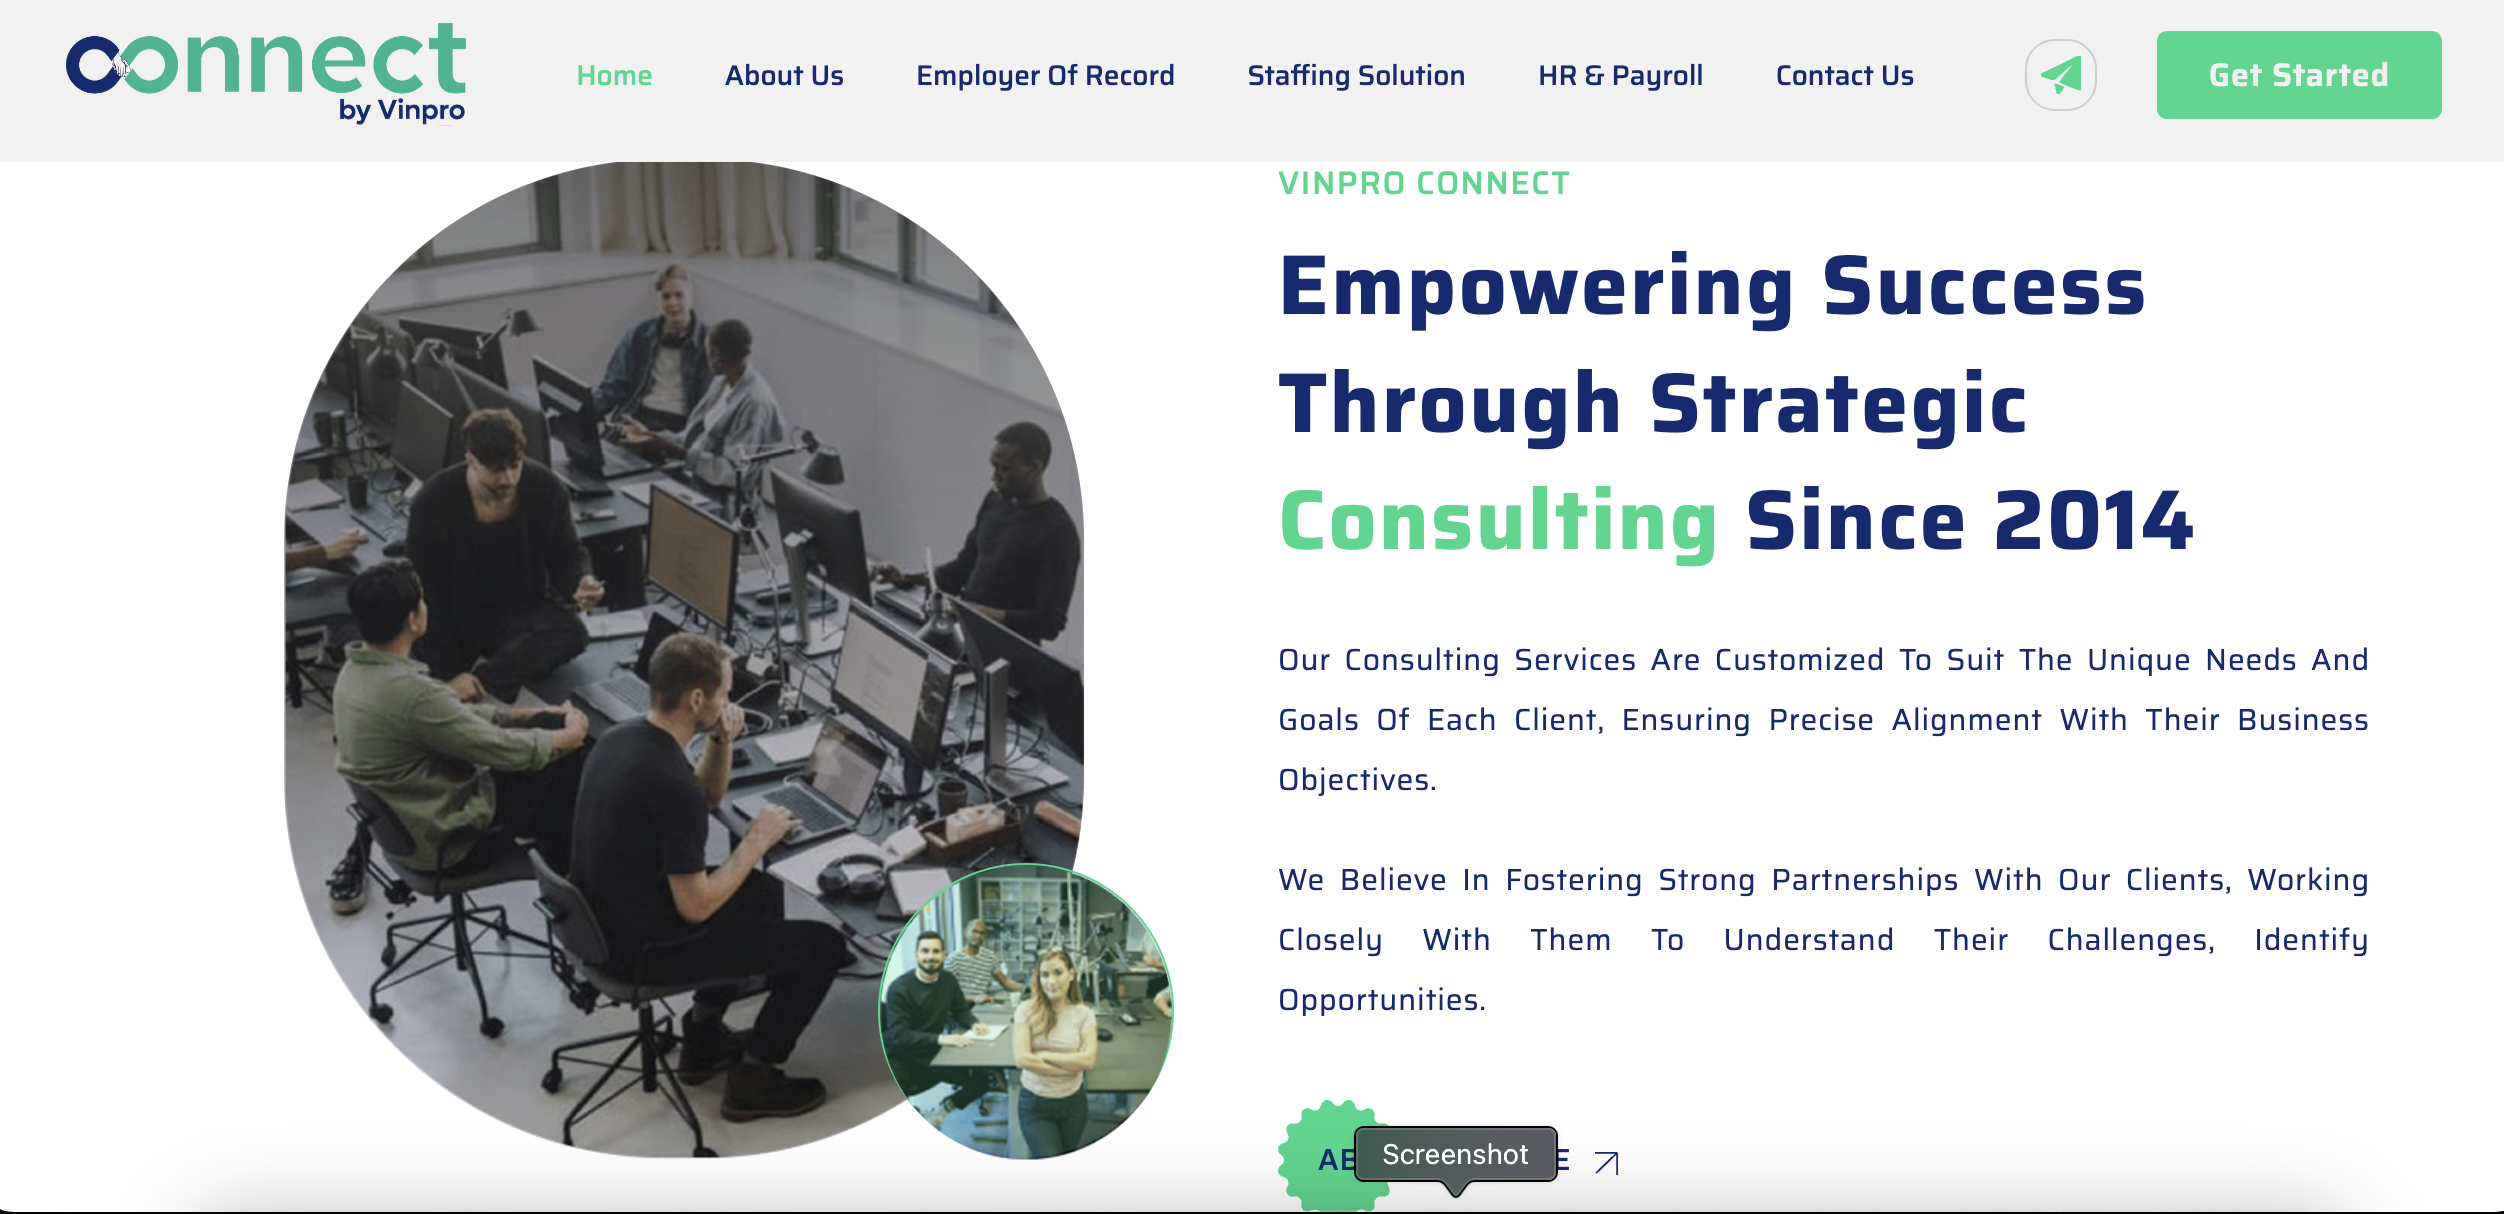 connect
by Vinpro
Home
About Us
Employer Of Record
Staffing Solution
HR & Payroll
Contact Us
Get Started
VINPRO CONNECT
Empowering Success
Through Strategic
Consulting Since 2014
Our Consulting Services Are Customized To Suit The Unique Needs And
Goals Of Each Client, Ensuring Precise Alignment With Their Business
Objectives.
We Believe In Fostering Strong Partnerships With Our Clients, Working
Closely With Them To Understand Their Challenges, Identify
Opportunities.
Screenshot